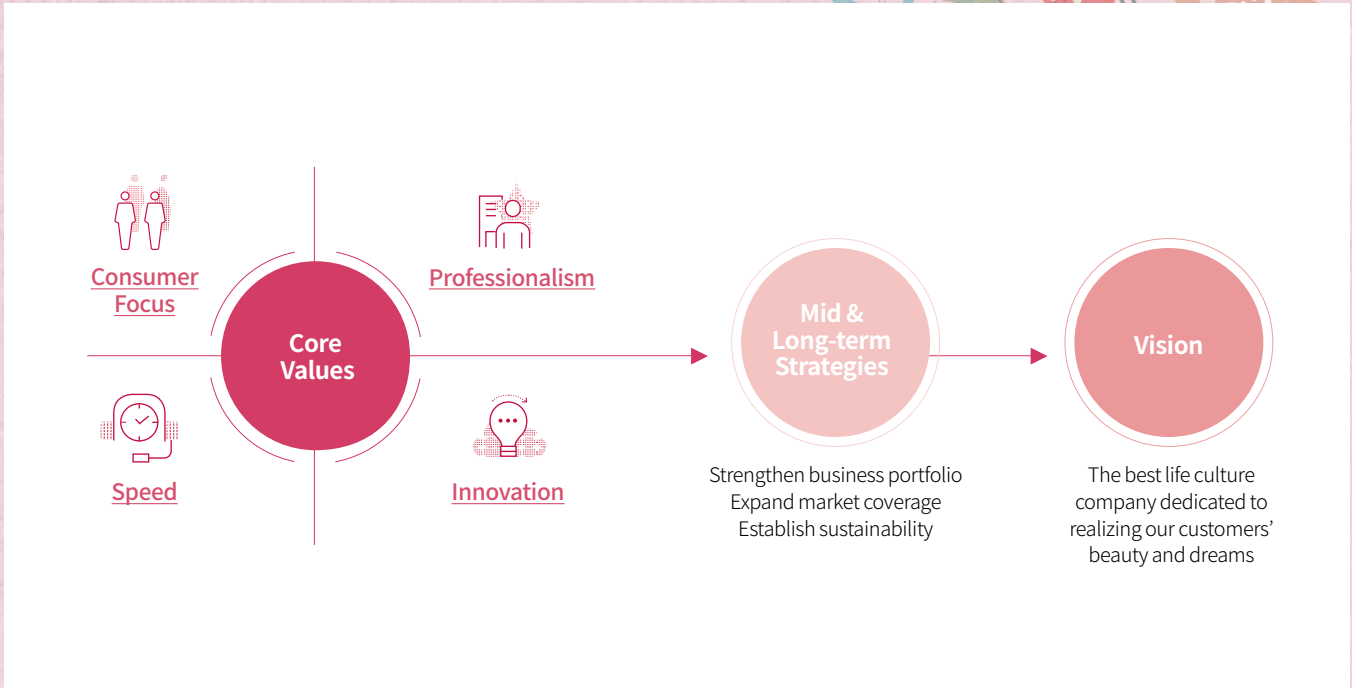 Consumer
Focus
Professionalism
Core
Values
Speed
Innovation
Mid &
Long-term
Strategies
Strengthen business portfolio
Expand market coverage
Establish sustainability
Vision
The best life culture
company dedicated to
realizing our customers’
beauty and dreams